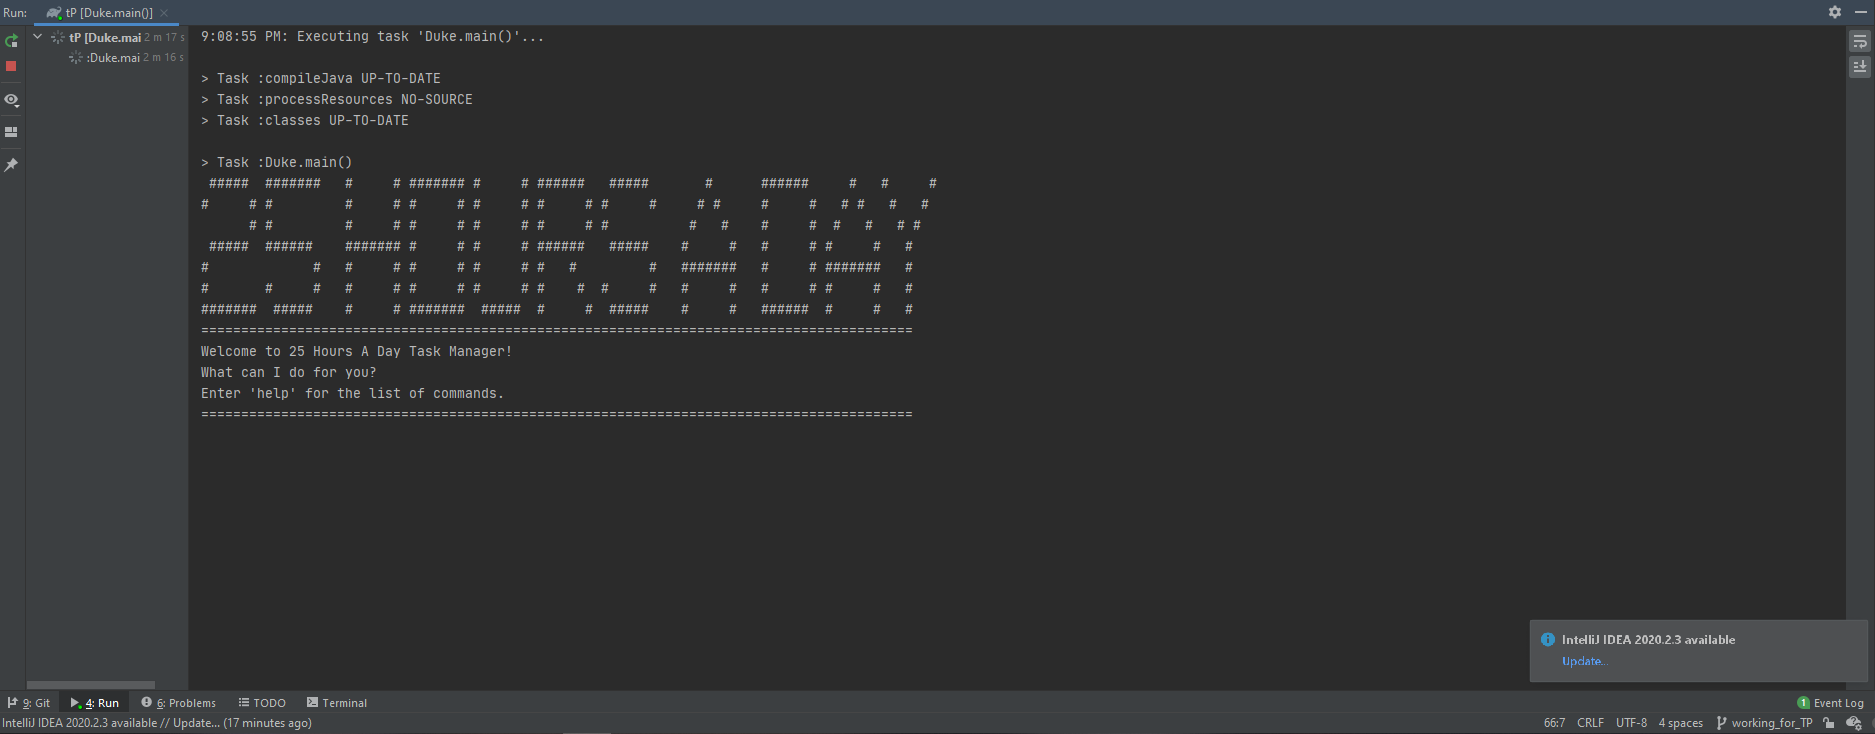 Run: tP [Duke.main()]
tP [Duke.mai 2 m 17 s
:Duke.mai 2 m 16 s
9:08:55 PM: Executing task 'Duke.main()'...
> Task :compileJava UP-TO-DATE
> Task :processResources NO-SOURCE
> Task :classes UP-TO-DATE
> Task :Duke.main()
25HOURSADAY
=========================================================================================
Welcome to 25 Hours A Day Task Manager!
What can I do for you?
Enter 'help' for the list of commands.
=========================================================================================
IntelliJ IDEA 2020.2.3 available
Update...
9: Git 4: Run 6: Problems TODO Terminal 1 Event Log
IntelliJ IDEA 2020.2.3 available // Update... (17 minutes ago) 66:7 CRLF UTF-8 4 spaces working_for_TP